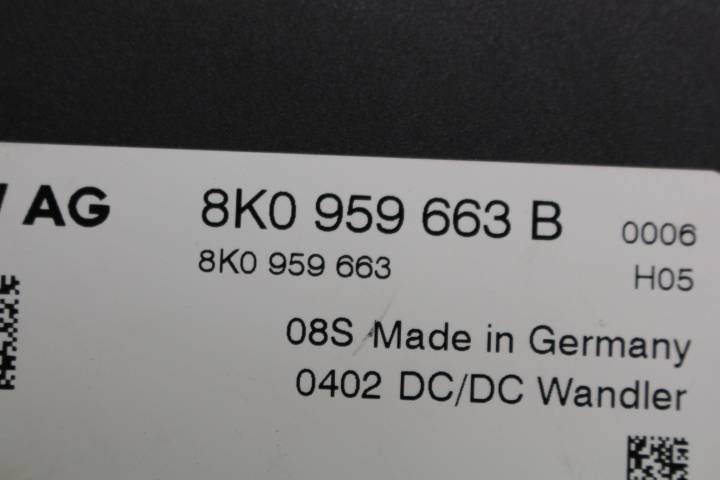 AG 8K0 959 663 B 0006
8K0 959 663 H05
08S Made in Germany
0402 DC/DC Wandler